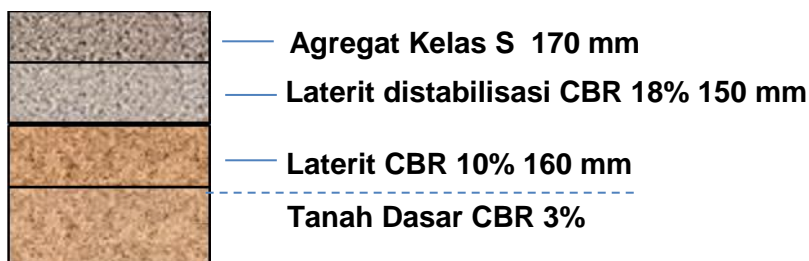 Agregat Kelas S 170 mm
Laterit distabilisasi CBR 18% 150 mm
Laterit CBR 10% 160 mm
Tanah Dasar CBR 3%